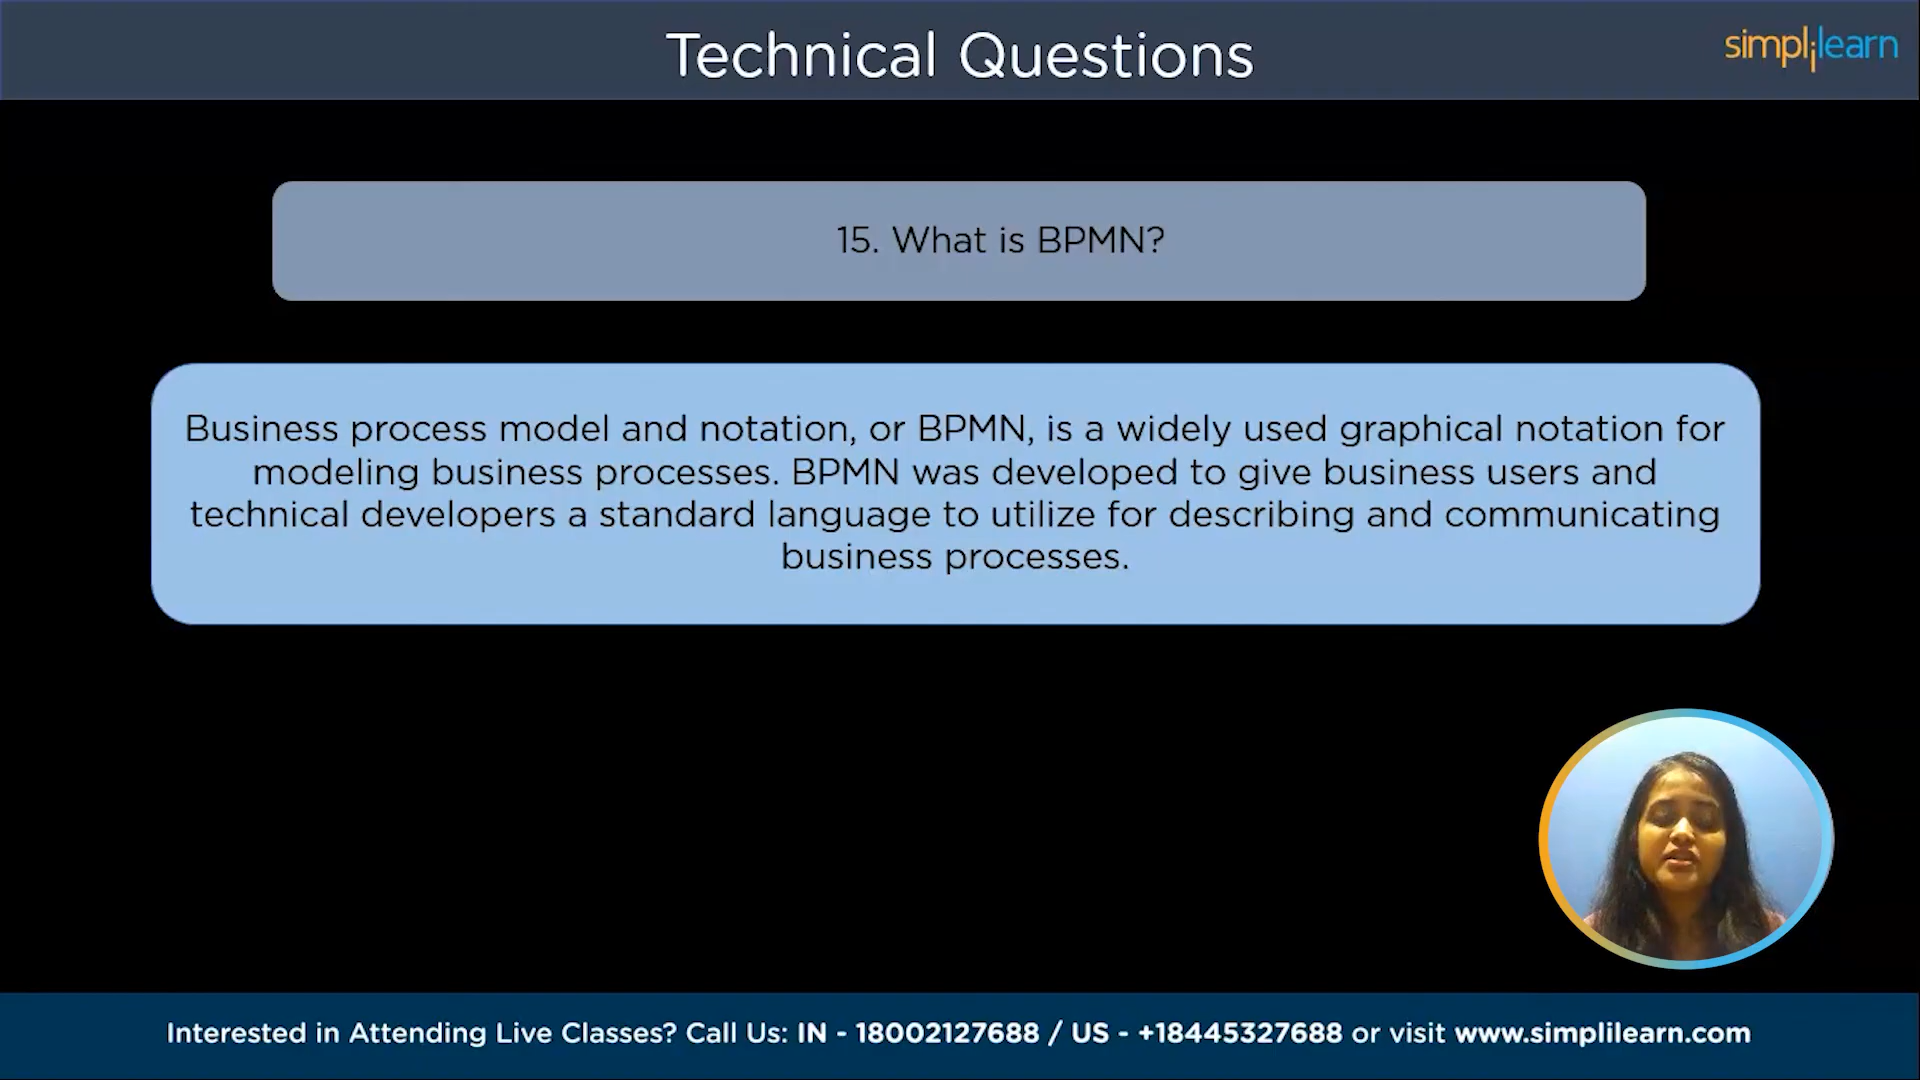 Technical Questions
simplilearn
15. What is BPMN?
Business process model and notation, or BPMN, is a widely used graphical notation for
modeling business processes. BPMN was developed to give business users and
technical developers a standard language to utilize for describing and communicating
business processes.
Interested in Attending Live Classes? Call Us: IN - 18002127688 / US - +18445327688 or visit www.simplilearn.com